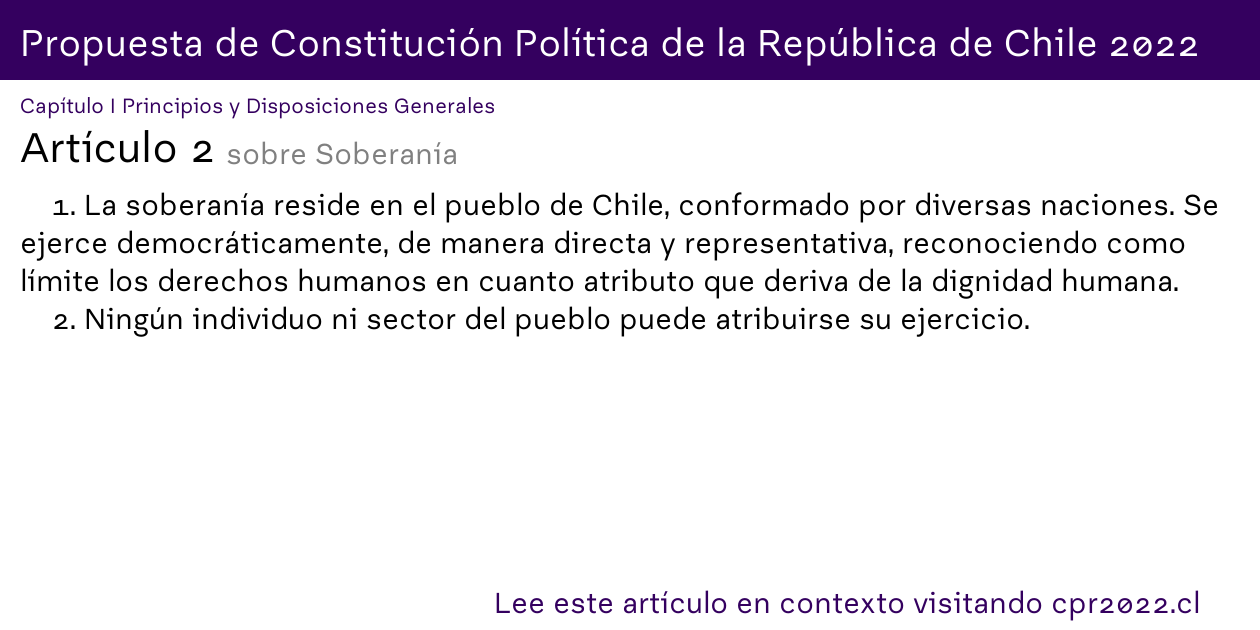 Propuesta de Constitución Política de la República de Chile 2022
Capítulo I Principios y Disposiciones Generales
Artículo 2 sobre Soberanía
1. La soberanía reside en el pueblo de Chile, conformado por diversas naciones. Se
ejerce democráticamente, de manera directa y representativa, reconociendo como
límite los derechos humanos en cuanto atributo que deriva de la dignidad humana.
2. Ningún individuo ni sector del pueblo puede atribuirse su ejercicio.
Lee este artículo en contexto visitando cpr2022.cl